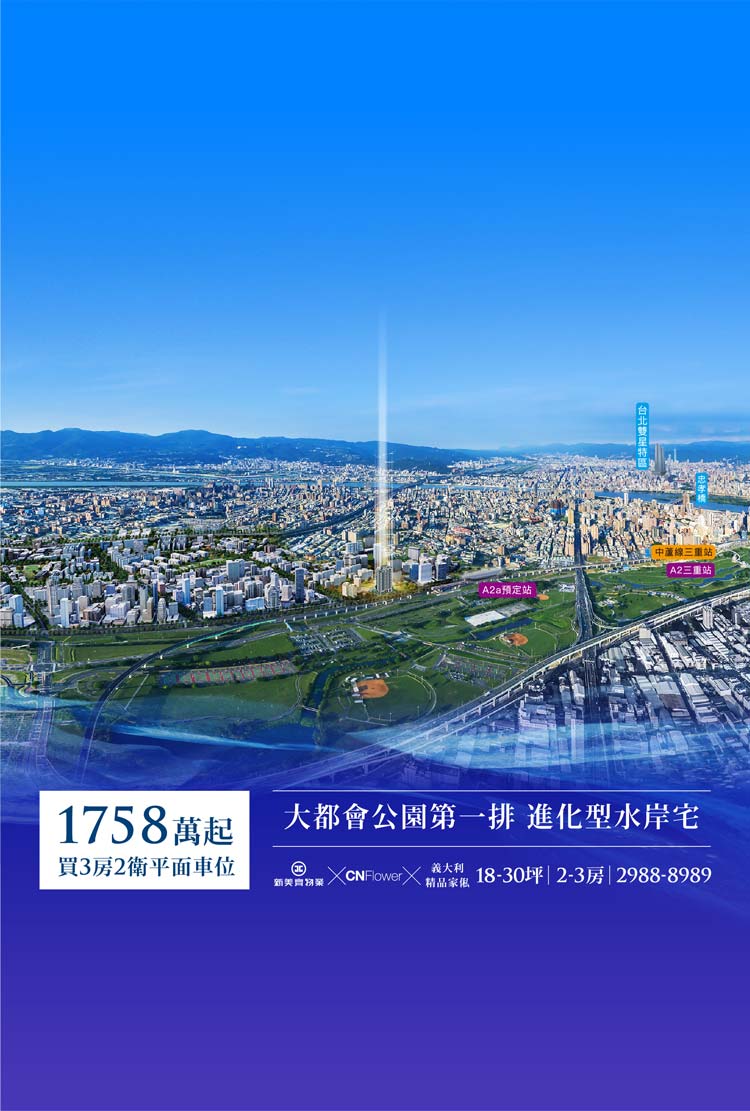 台北雙星特區
忠孝橋
中蘆線三重站
A2三重站
A2a預定站
1758萬起
買3房2衛平面車位
大都會公園第一排 進化型水岸宅
新美齊物業
CNFlower
義大利
精品家俬
18-30坪 | 2-3房 | 2988-8989